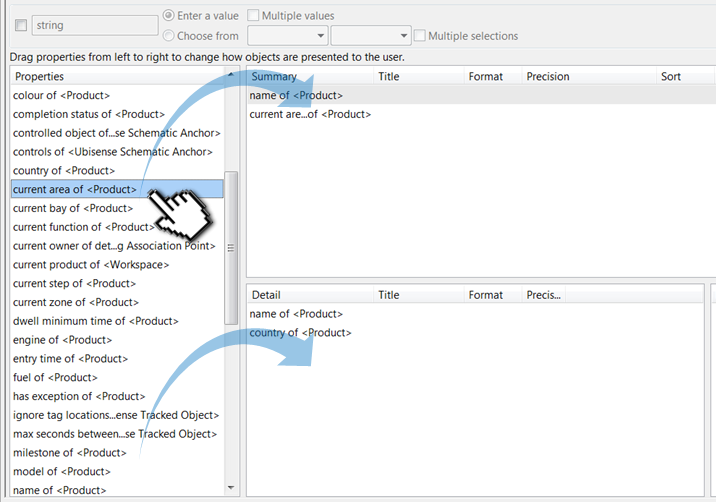 string
Enter a value
Multiple values
Choose from
Multiple selections
Drag properties from left to right to change how objects are presented to the user.
Properties
colour of <Product>
completion status of <Product>
controlled object of...se Schematic Anchor>
controls of <Ubisense Schematic Anchor>
country of <Product>
current area of <Product>
current bay of <Product>
current function of <Product>
current owner of det...g Association Point>
current product of <Workspace>
current step of <Product>
current zone of <Product>
dwell minimum time of <Product>
engine of <Product>
entry time of <Product>
fuel of <Product>
has exception of <Product>
ignore tag locations...ense Tracked Object>
max seconds between...se Tracked Object>
milestone of <Product>
model of <Product>
name of <Product>
Summary Title Format Precision Sort
name of <Product>
current are...of <Product>
Detail Title Format Precis...
name of <Product>
country of <Product>